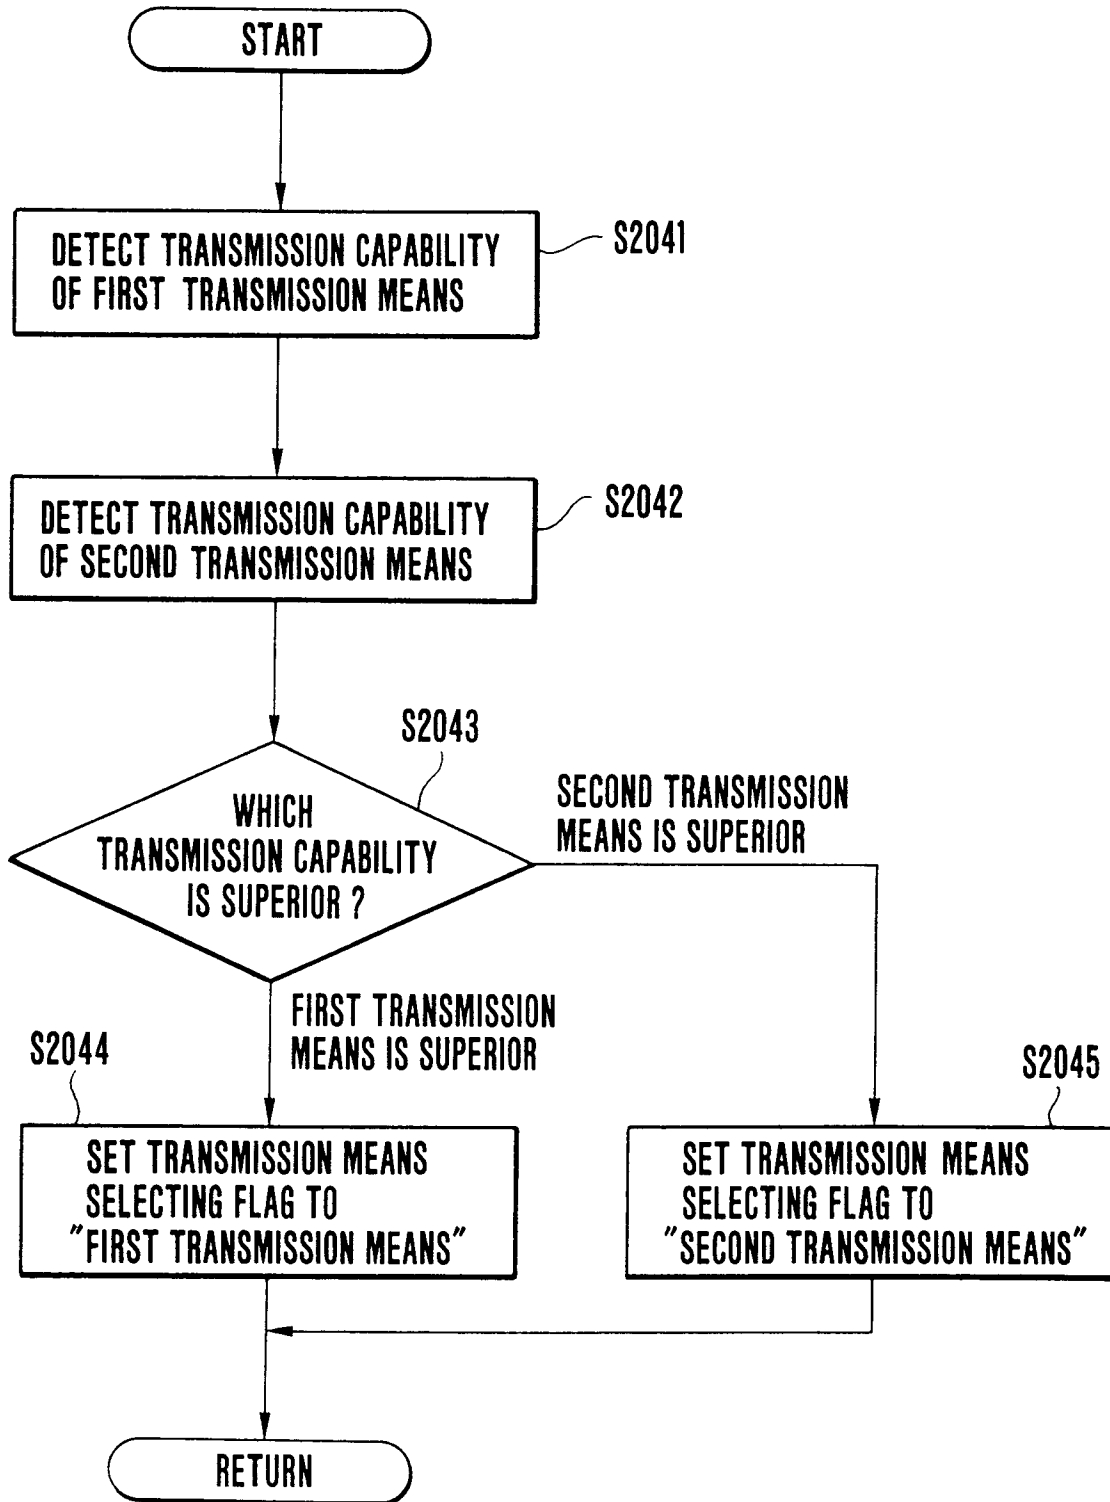 START
DETECT TRANSMISSION CAPABILITY
OF FIRST TRANSMISSION MEANS
S2041
DETECT TRANSMISSION CAPABILITY
OF SECOND TRANSMISSION MEANS
S2042
S2043
WHICH
TRANSMISSION CAPABILITY
IS SUPERIOR ?
SECOND TRANSMISSION
MEANS IS SUPERIOR
FIRST TRANSMISSION
MEANS IS SUPERIOR
S2044
SET TRANSMISSION MEANS
SELECTING FLAG TO
"FIRST TRANSMISSION MEANS"
S2045
SET TRANSMISSION MEANS
SELECTING FLAG TO
"SECOND TRANSMISSION MEANS"
RETURN